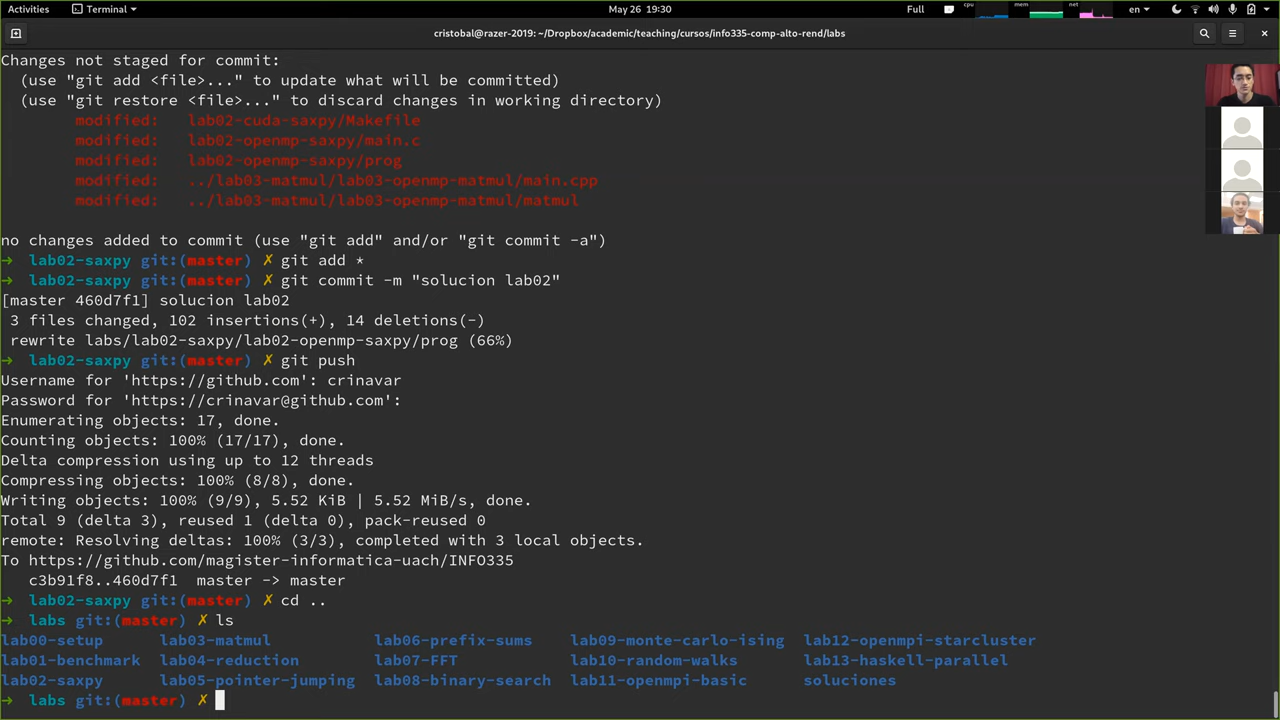 Activities Terminal May 26 19:30 Full cpu mem net en
cristobal@razer-2019: ~/Dropbox/academic/teaching/cursos/info335-comp-alto-rend/labs
Changes not staged for commit:
  (use "git add <file>..." to update what will be committed)
  (use "git restore <file>..." to discard changes in working directory)
        modified:   lab02-cuda-saxpy/Makefile
        modified:   lab02-openmp-saxpy/main.c
        modified:   lab02-openmp-saxpy/prog
        modified:   ../lab03-matmul/lab03-openmp-matmul/main.cpp
        modified:   ../lab03-matmul/lab03-openmp-matmul/matmul
no changes added to commit (use "git add" and/or "git commit -a")
→ lab02-saxpy git:(master) ✗ git add *
→ lab02-saxpy git:(master) ✗ git commit -m "solucion lab02"
[master 460d7f1] solucion lab02
 3 files changed, 102 insertions(+), 14 deletions(-)
 rewrite labs/lab02-saxpy/lab02-openmp-saxpy/prog (66%)
→ lab02-saxpy git:(master) ✗ git push
Username for 'https://github.com': crinavar
Password for 'https://crinavar@github.com':
Enumerating objects: 17, done.
Counting objects: 100% (17/17), done.
Delta compression using up to 12 threads
Compressing objects: 100% (8/8), done.
Writing objects: 100% (9/9), 5.52 KiB | 5.52 MiB/s, done.
Total 9 (delta 3), reused 1 (delta 0), pack-reused 0
remote: Resolving deltas: 100% (3/3), completed with 3 local objects.
To https://github.com/magister-informatica-uach/INFO335
   c3b91f8..460d7f1  master -> master
→ lab02-saxpy git:(master) ✗ cd ..
→ labs git:(master) ✗ ls
lab00-setup lab03-matmul lab06-prefix-sums lab09-monte-carlo-ising lab12-openmpi-starcluster
lab01-benchmark lab04-reduction lab07-FFT lab10-random-walks lab13-haskell-parallel
lab02-saxpy lab05-pointer-jumping lab08-binary-search lab11-openmpi-basic soluciones
→ labs git:(master) ✗